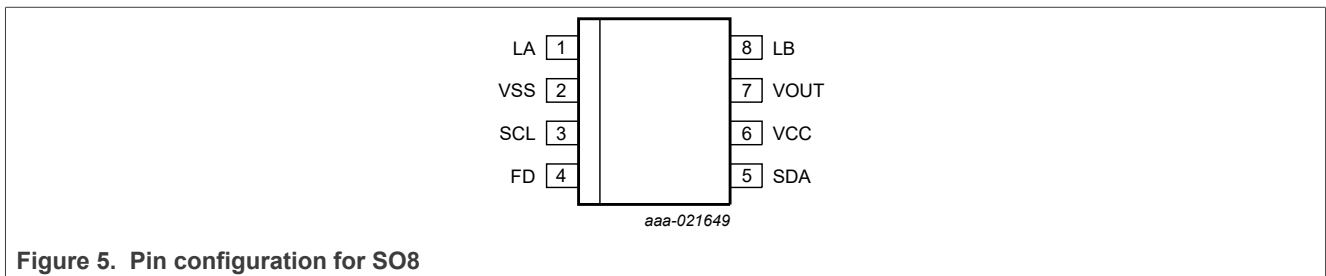 LA 1 8 LB
VSS 2 7 VOUT
SCL 3 6 VCC
FD 4 5 SDA
aaa-021649
Figure 5. Pin configuration for SO8